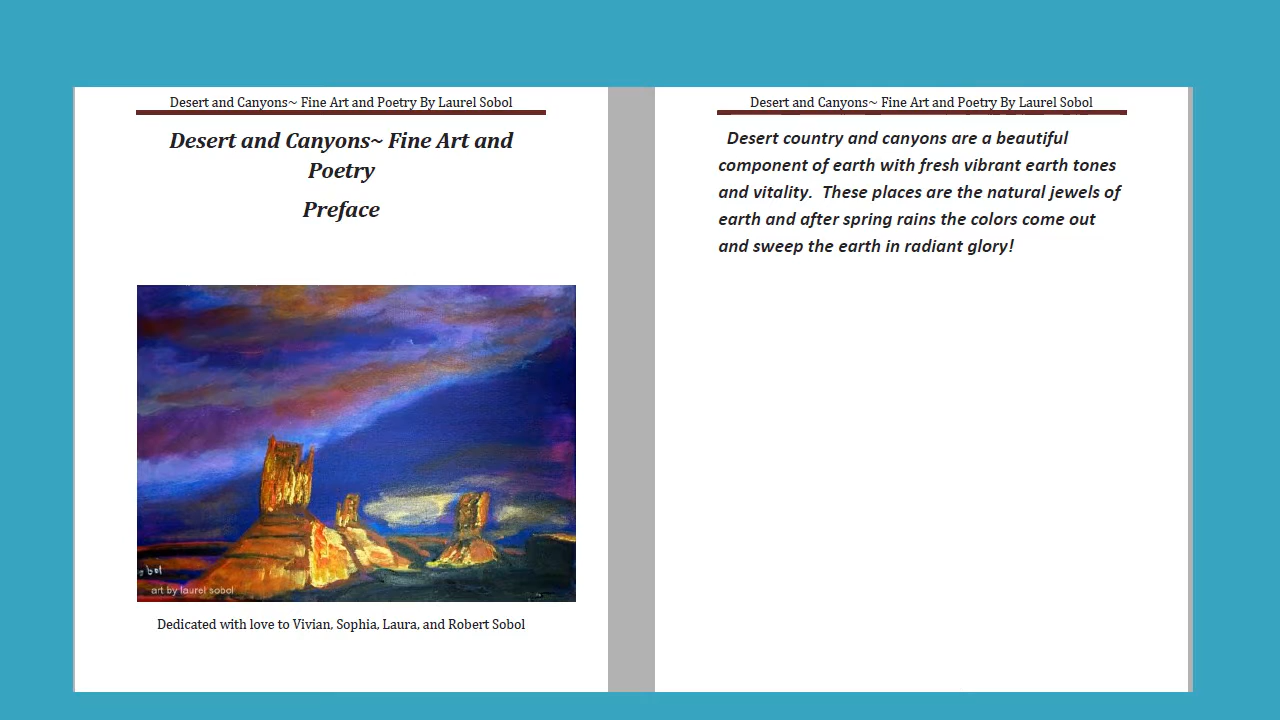 Desert and Canyons~ Fine Art and Poetry By Laurel Sobol
Desert and Canyons~ Fine Art and
Poetry
Preface
bol
art by laurel sobol
Dedicated with love to Vivian, Sophia, Laura, and Robert Sobol
Desert and Canyons~ Fine Art and Poetry By Laurel Sobol
Desert country and canyons are a beautiful
component of earth with fresh vibrant earth tones
and vitality.  These places are the natural jewels of
earth and after spring rains the colors come out
and sweep the earth in radiant glory!